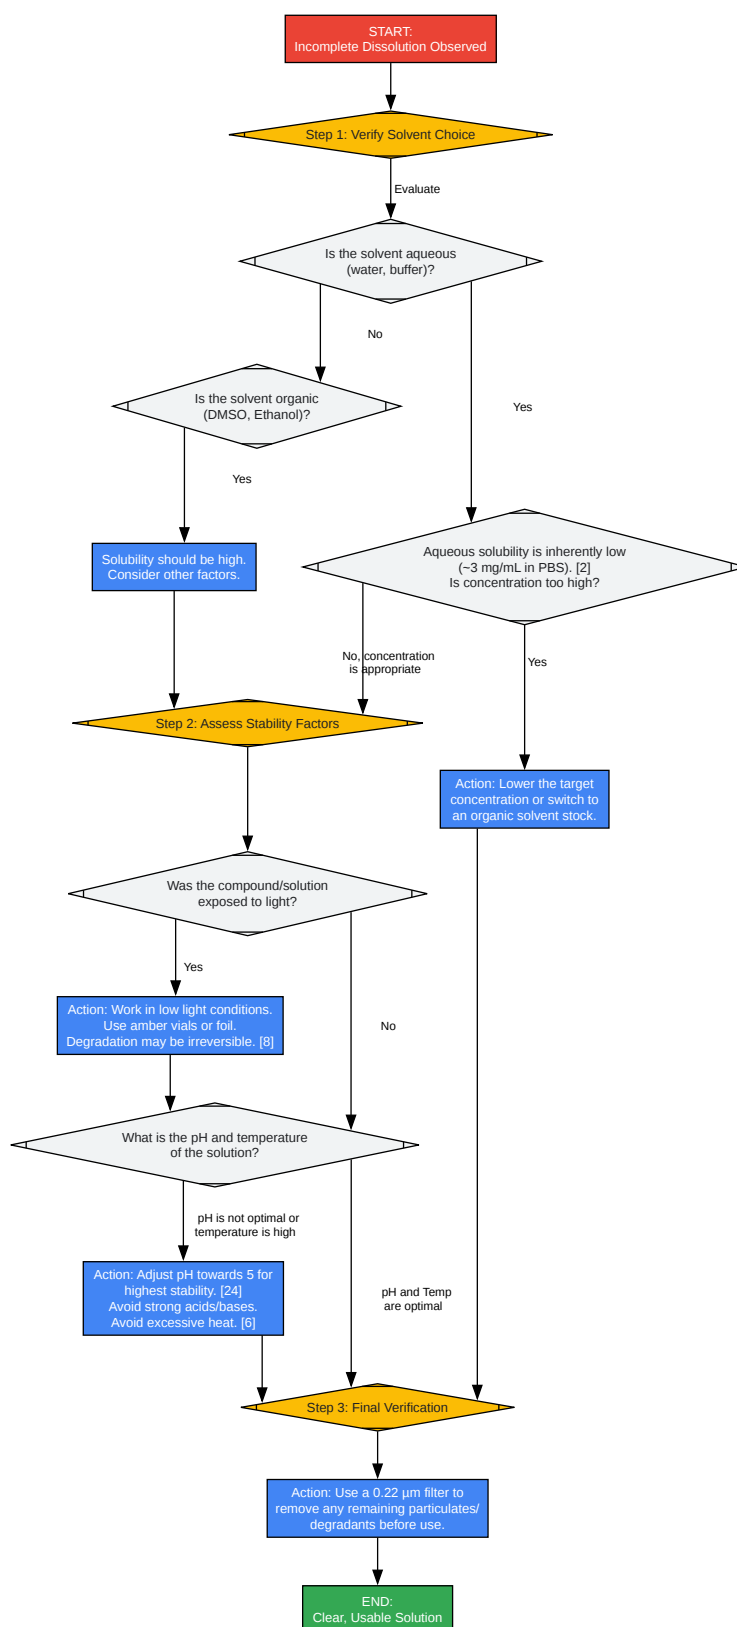 START:
Incomplete Dissolution Observed
Step 1: Verify Solvent Choice
Evaluate
Is the solvent aqueous
(water, buffer)?
No
Is the solvent organic
(DMSO, Ethanol)?
Yes
Yes
Solubility should be high.
Consider other factors.
Aqueous solubility is inherently low
(~3 mg/mL in PBS). [2]
Is concentration too high?
No, concentration
is appropriate
Yes
Step 2: Assess Stability Factors
Action: Lower the target
concentration or switch to
an organic solvent stock.
Was the compound/solution
exposed to light?
Yes
Action: Work in low light conditions.
Use amber vials or foil.
Degradation may be irreversible. [8]
No
What is the pH and temperature
of the solution?
pH is not optimal or
temperature is high
Action: Adjust pH towards 5 for
highest stability. [24]
Avoid strong acids/bases.
Avoid excessive heat. [6]
pH and Temp
are optimal
Step 3: Final Verification
Action: Use a 0.22 µm filter to
remove any remaining particulates/
degradants before use.
END:
Clear, Usable Solution